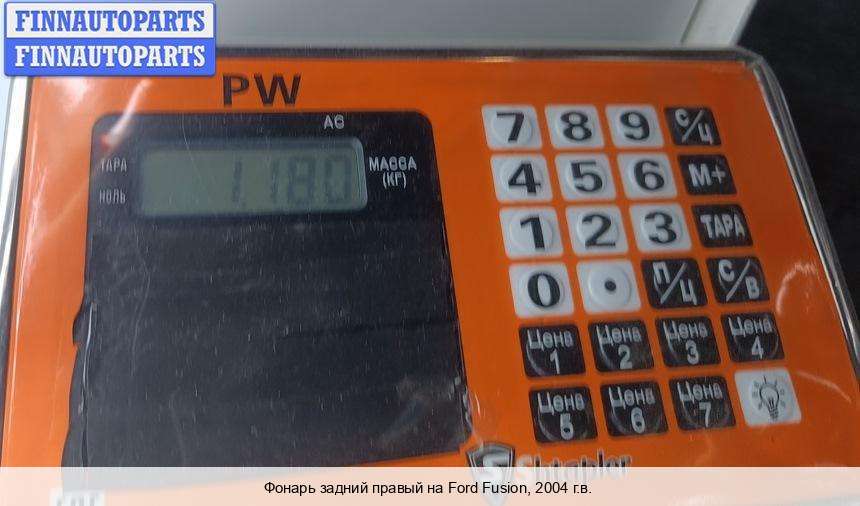 FINNAUTOPARTS
FINNAUTOPARTS
PW
AC
ТАРА
НОЛЬ
1.180
МАССА
(КГ)
7 8 9 С/Ц
4 5 6 М+
1 2 3 ТАРА
0 • П/Ц С/В
Цена 1 Цена 2 Цена 3 Цена 4
Цена 5 Цена 6 Цена 7
Shtapler
Фонарь задний правый на Ford Fusion, 2004 г.в.